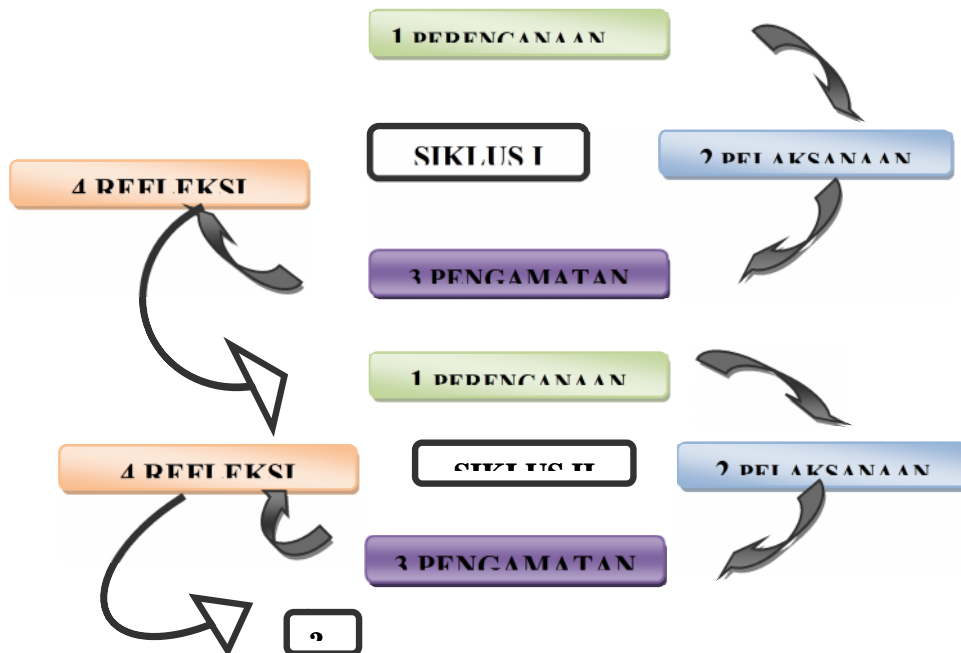 1 PERENCANAAN
SIKLUS I
2 PELAKSANAAN
4 REFLEKSI
3 PENGAMATAN
1 PERENCANAAN
SIKLUS II
2 PELAKSANAAN
4 REFLEKSI
3 PENGAMATAN
?